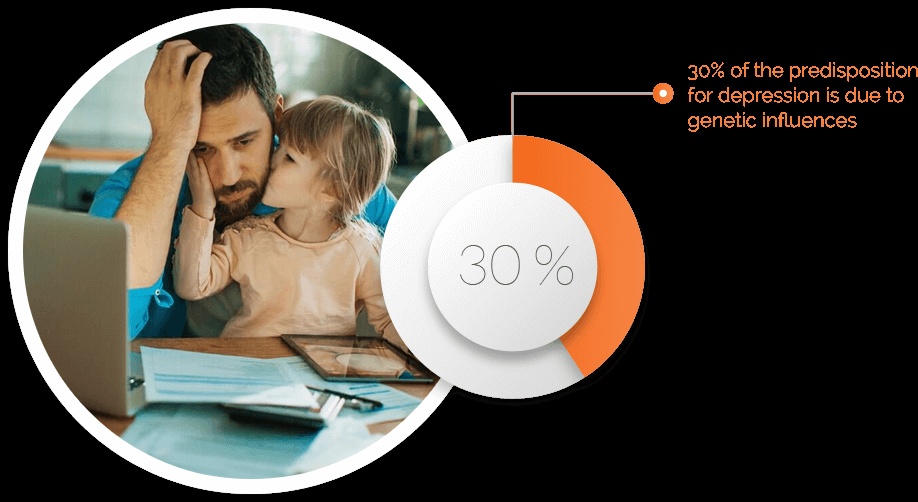 30% of the predisposition
for depression is due to
genetic influences
30 %